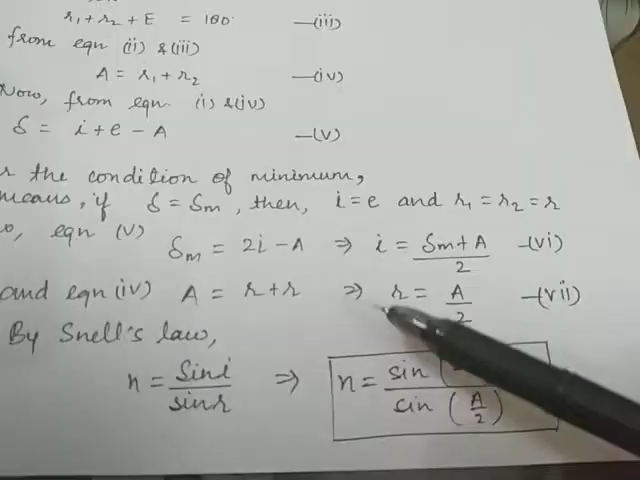 r₁ + r₂ + E = 180° —(iii)
from eqn (ii) & (iii)
A = r₁ + r₂ —(iv)
Now, from eqn. (i) & (iv)
δ = i + e − A —(v)
the condition of minimum,
means, if δ = δm, then, i = e and r₁ = r₂ = r
eqn (v) δm = 2i − A ⇒ i = δm + A / 2 —(vi)
and eqn (iv) A = r + r ⇒ r = A / 2 —(vii)
By Snell's law,
n = Sin i / sin r ⇒ n = sin ( / sin (A/2)